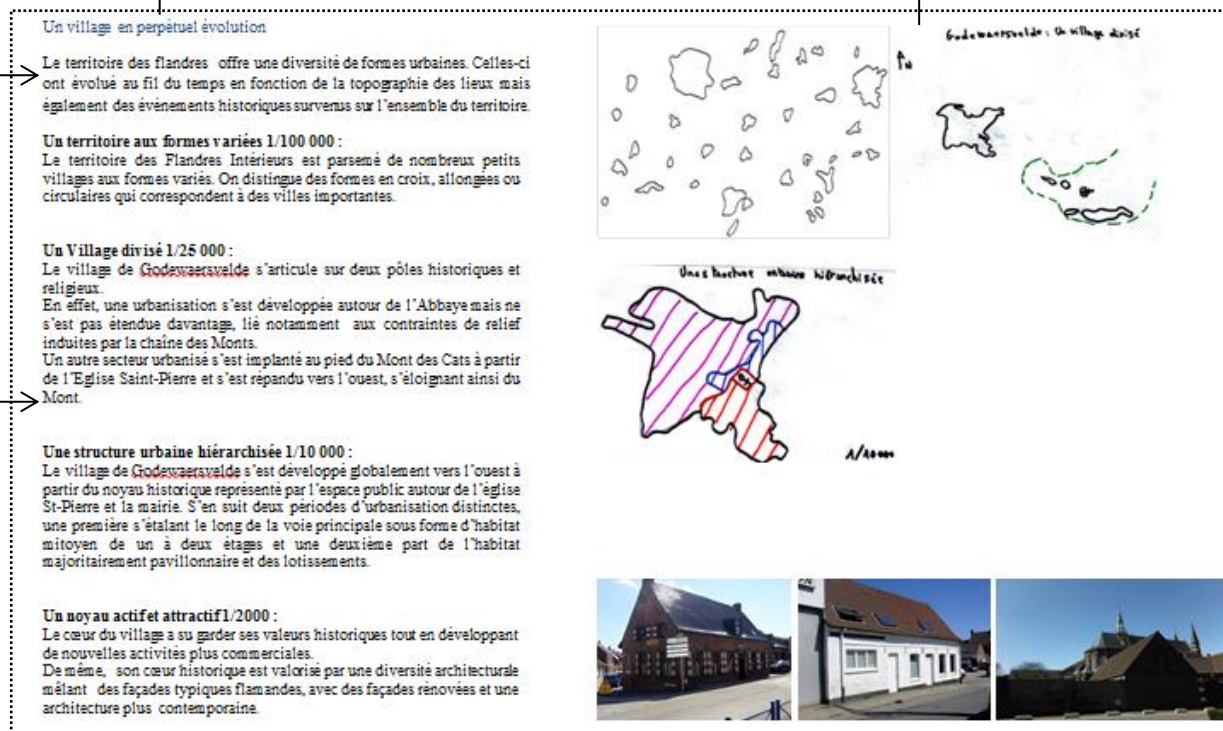 Un village en perpétuel évolution
Le territoire des flandres offre une diversité de formes urbaines. Celles-ci
ont évolué au fil du temps en fonction de la topographie des lieux mais
également des évènements historiques survenus sur l'ensemble du territoire.
Un territoire aux formes variées 1/100 000 :
Le territoire des Flandres Intérieurs est parsemé de nombreux petits
villages aux formes variés. On distingue des formes en croix, allongées ou
circulaires qui correspondent à des villes importantes.
Un Village divisé 1/25 000 :
Le village de Godewaersvelde s'articule sur deux pôles historiques et
religieux.
En effet, une urbanisation s'est développée autour de l'Abbaye mais ne
s'est pas étendue davantage, lié notamment aux contraintes de relief
induites par la chaîne des Monts.
Un autre secteur urbanisé s'est implanté au pied du Mont des Cats à partir
de l'Eglise Saint-Pierre et s'est répandu vers l'ouest, s'éloignant ainsi du
Mont.
Une structure urbaine hiérarchisée 1/10 000 :
Le village de Godewaersvelde s'est développé globalement vers l'ouest à
partir du noyau historique représenté par l'espace public autour de l'église
St-Pierre et la mairie. S'en suit deux périodes d'urbanisation distinctes,
une première s'étalant le long de la voie principale sous forme d'habitat
mitoyen de un à deux étages et une deuxième part de l'habitat
majoritairement pavillonnaire et des lotissements.
Un noyau actif et attractif 1/2000 :
Le cœur du village a su garder ses valeurs historiques tout en développant
de nouvelles activités plus commerciales.
De même, son cœur historique est valorisé par une diversité architecturale
mêlant des façades typiques flamandes, avec des façades rénovées et une
architecture plus contemporaine.
Godewaersvelde : Un village divisé
N
Une structure urbaine hiérarchisée
1/10000